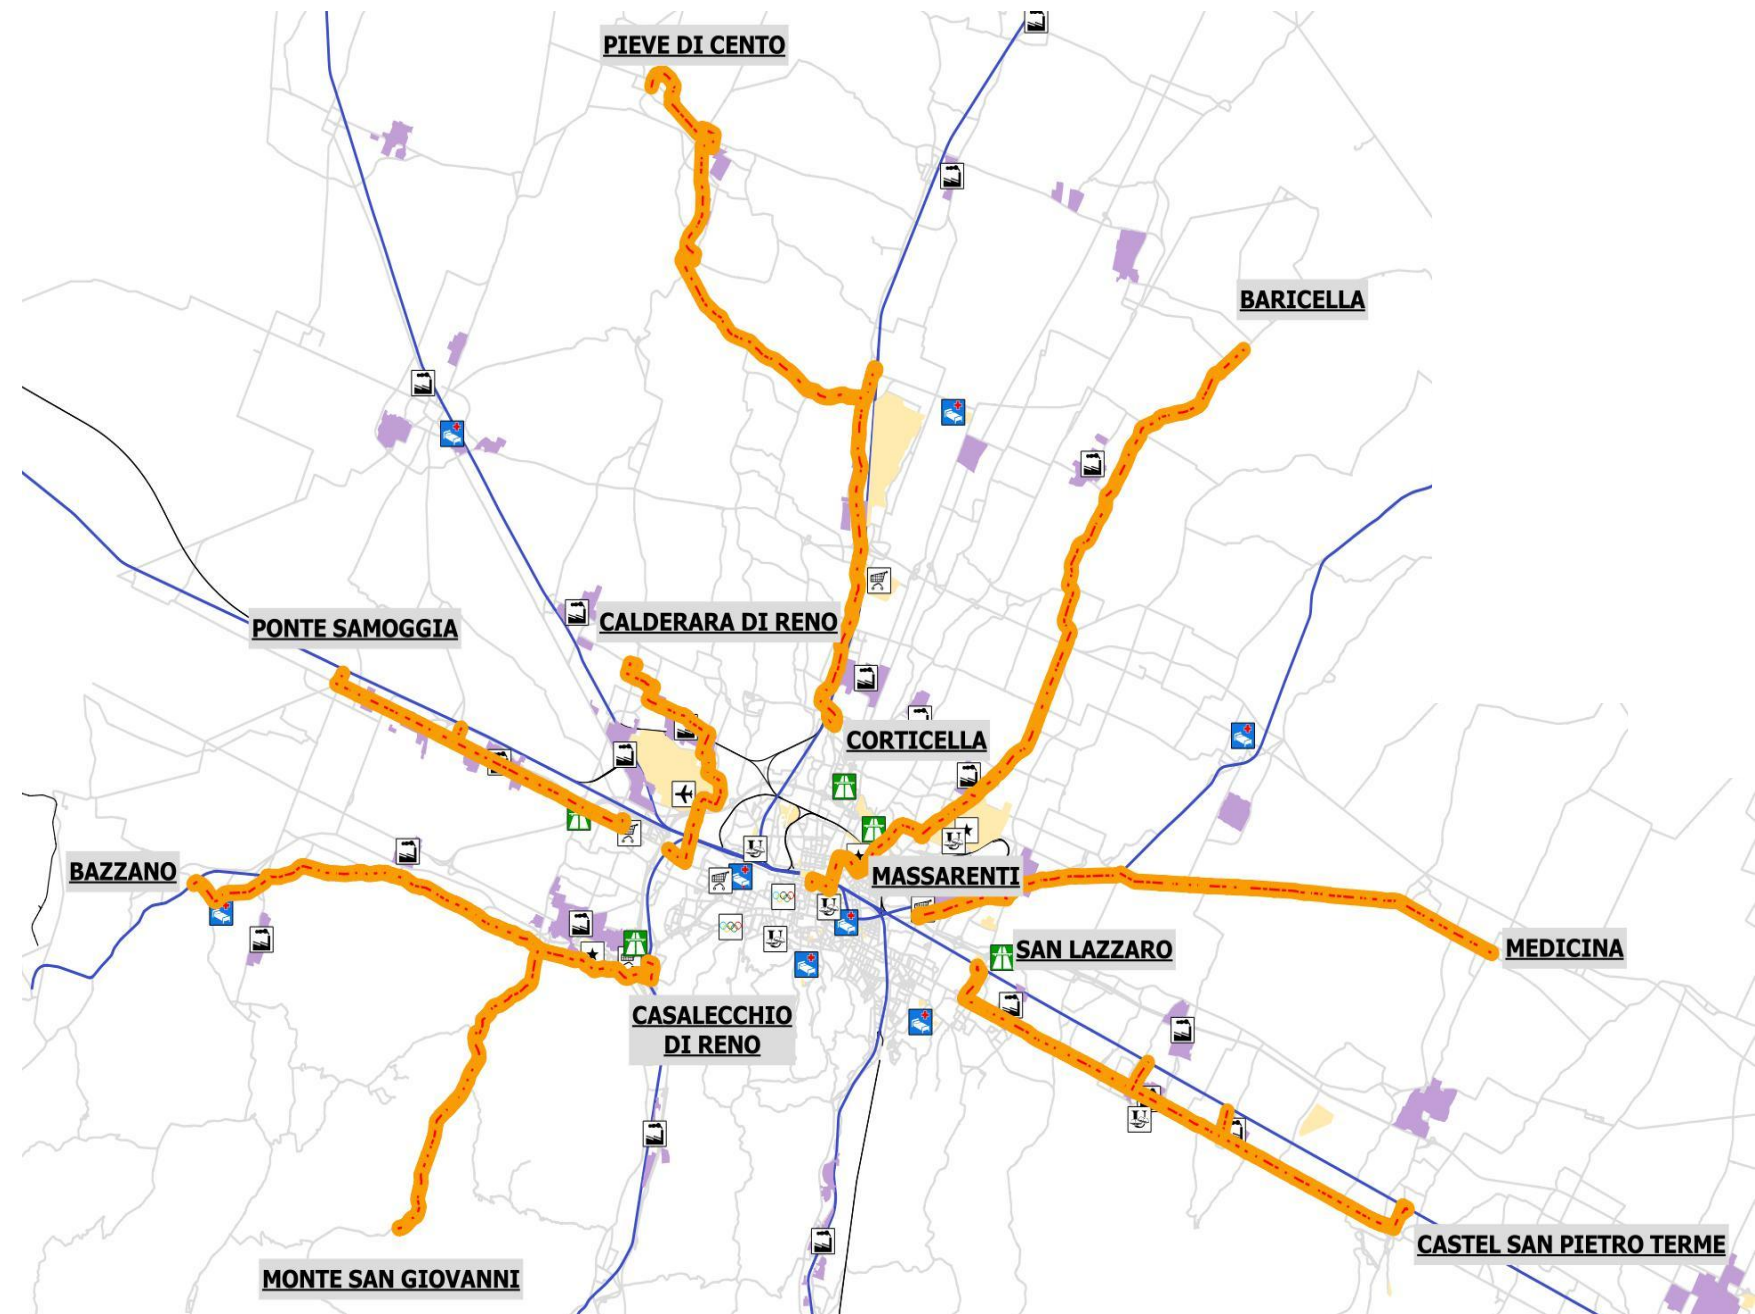 PIEVE DI CENTO
BARICELLA
PONTE SAMOGGIA
CALDERARA DI RENO
CORTICELLA
BAZZANO
MASSARENTI
SAN LAZZARO
MEDICINA
CASALECCHIO
DI RENO
CASTEL SAN PIETRO TERME
MONTE SAN GIOVANNI